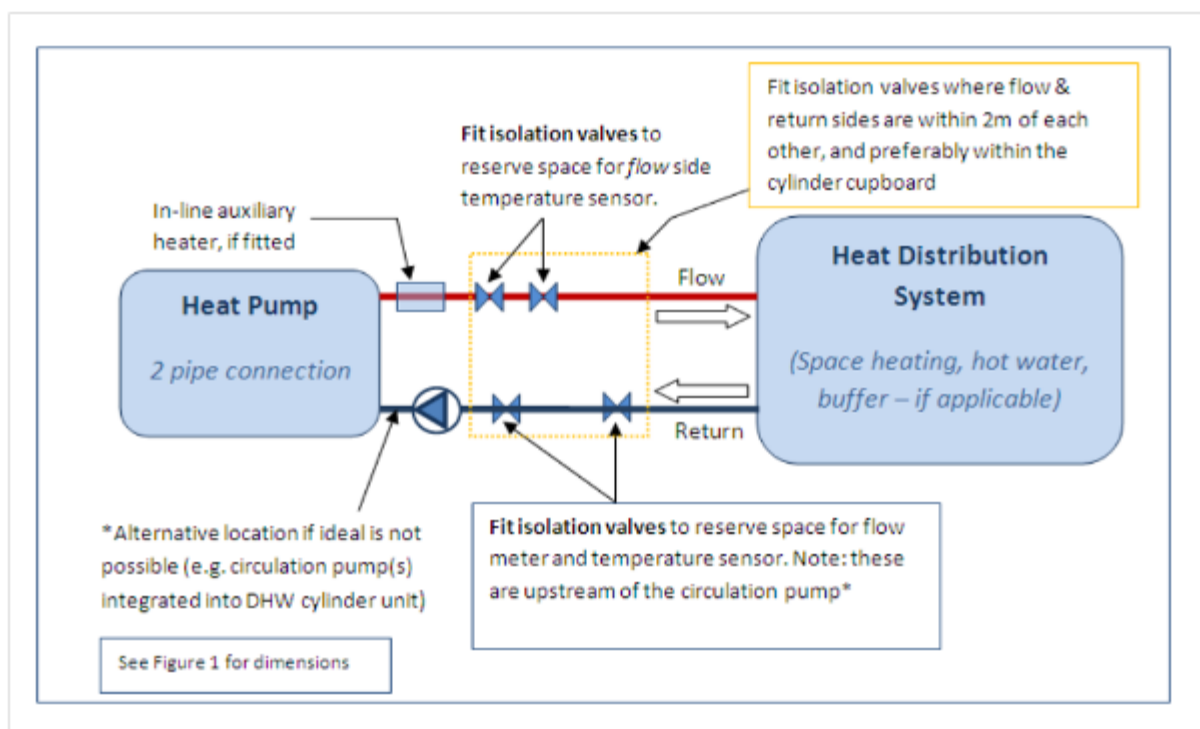 Fit isolation valves where flow &
return sides are within 2m of each
other, and preferably within the
cylinder cupboard
Fit isolation valves to
reserve space for flow side
temperature sensor.
In-line auxiliary
heater, if fitted
Heat Pump
2 pipe connection
Flow
Return
Heat Distribution
System
(Space heating, hot water,
buffer – if applicable)
*Alternative location if ideal is not
possible (e.g. circulation pump(s)
integrated into DHW cylinder unit)
Fit isolation valves to reserve space for flow
meter and temperature sensor. Note: these
are upstream of the circulation pump*
See Figure 1 for dimensions